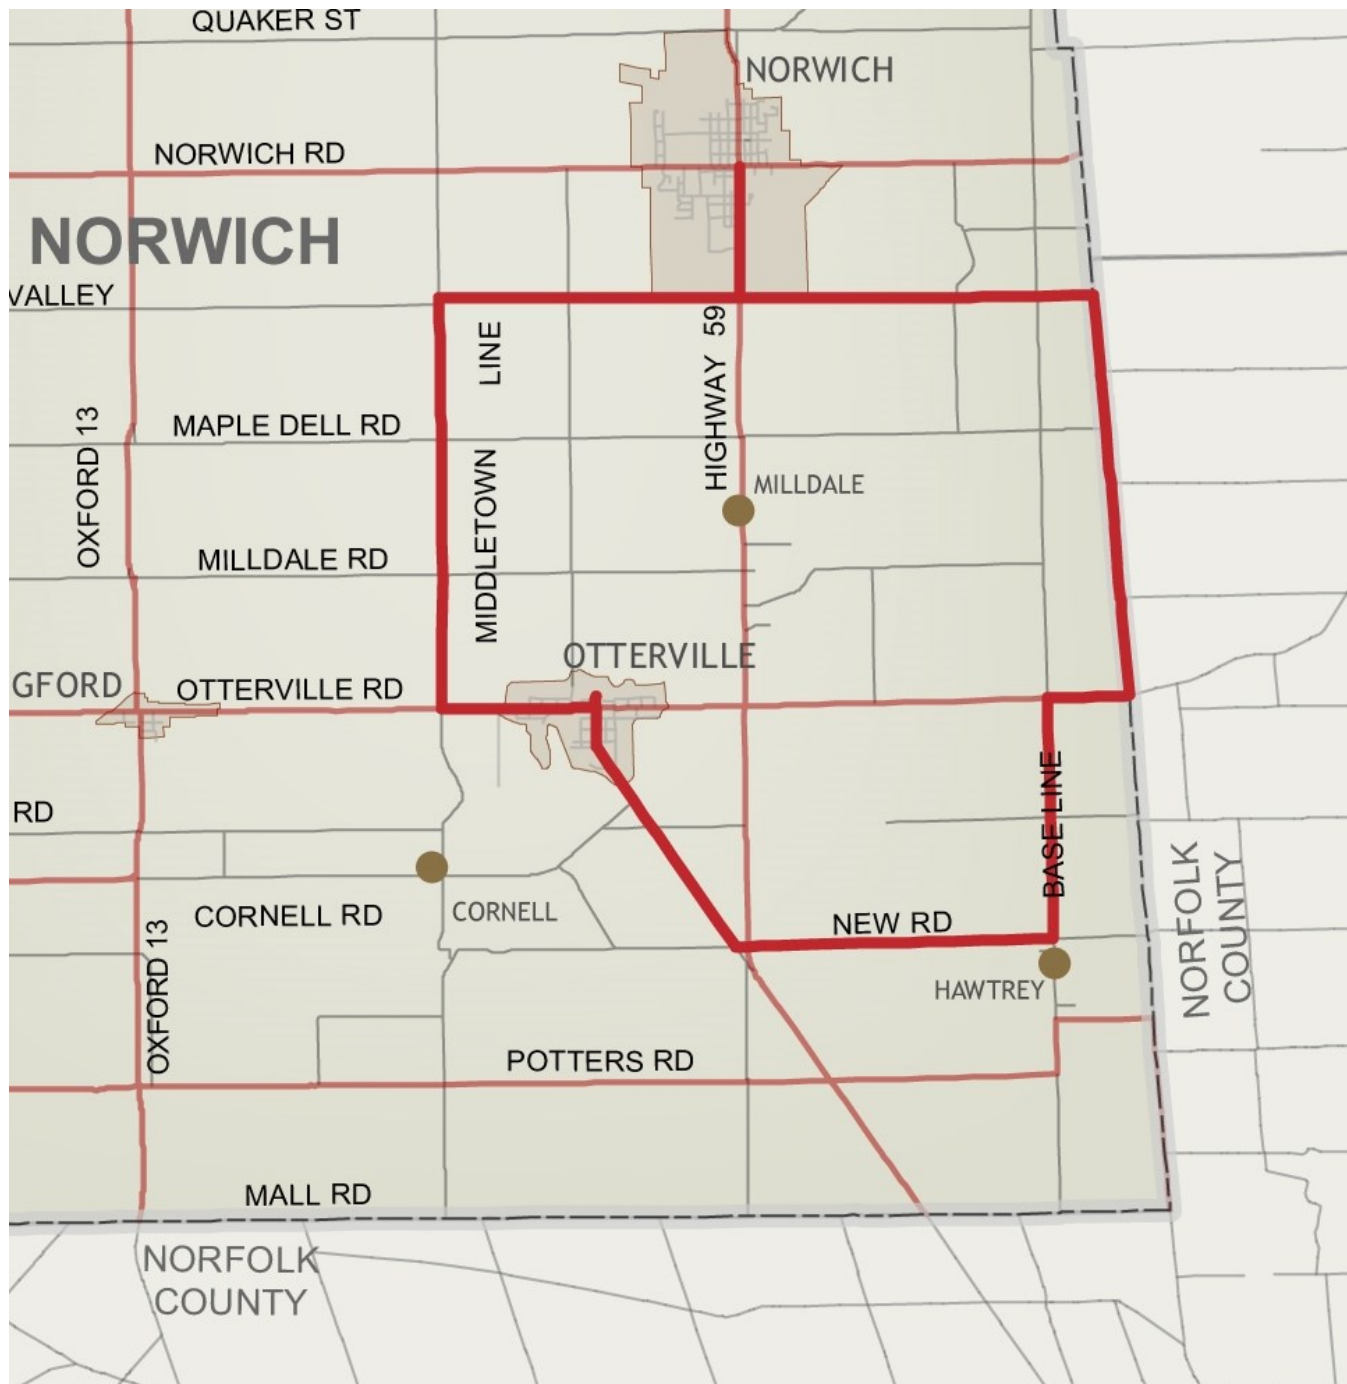 QUAKER ST
NORWICH
NORWICH RD
NORWICH
VALLEY
LINE
HIGHWAY 59
MAPLE DELL RD
OXFORD 13
MIDDLETOWN
MILLDALE
MILLDALE RD
OTTERVILLE
GFORD
OTTERVILLE RD
RD
BASE LINE
CORNELL RD
CORNELL
NEW RD
NORFOLK
COUNTY
OXFORD 13
HAWTREY
POTTERS RD
MALL RD
NORFOLK
COUNTY